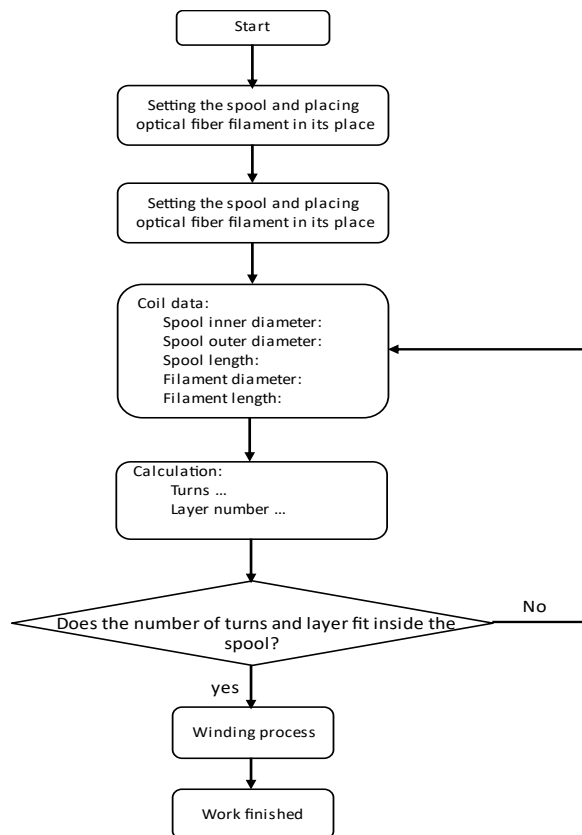 Start
Setting the spool and placing
optical fiber filament in its place
Setting the spool and placing
optical fiber filament in its place
Coil data:
Spool inner diameter:
Spool outer diameter:
Spool length:
Filament diameter:
Filament length:
Calculation:
Turns ...
Layer number ...
Does the number of turns and layer fit inside the
spool?
No
yes
Winding process
Work finished